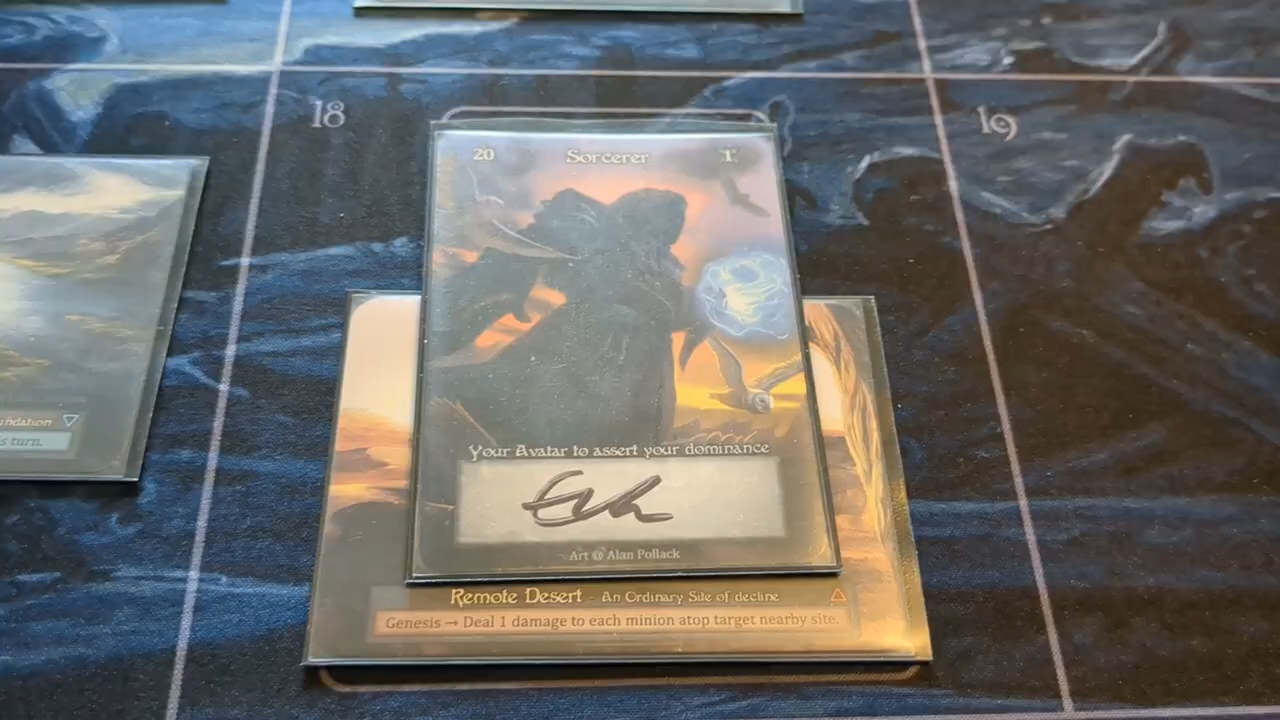 18
19
20 Sorcerer 1
Your Avatar to assert your dominance
Art @ Alan Pollack
ndation
s turn.
Remote Desert - An Ordinary Site of decline
Genesis → Deal 1 damage to each minion atop target nearby site.